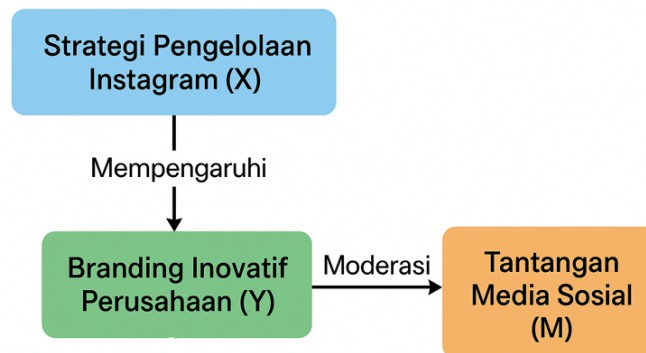 Strategi Pengelolaan
Instagram (X)
Mempengaruhi
Branding Inovatif
Perusahaan (Y)
Moderasi
Tantangan
Media Sosial
(M)